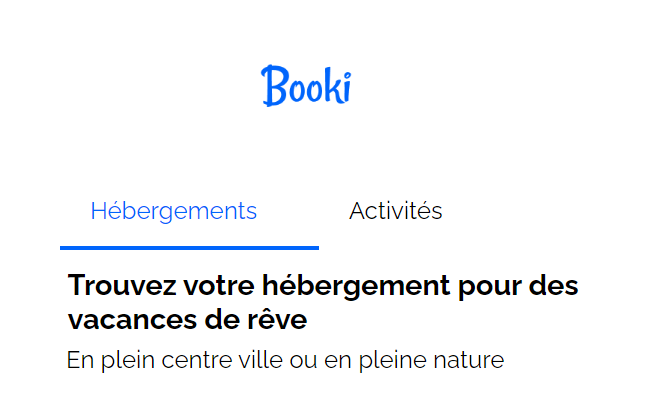 Booki
Hébergements Activités
Trouvez votre hébergement pour des
vacances de rêve
En plein centre ville ou en pleine nature